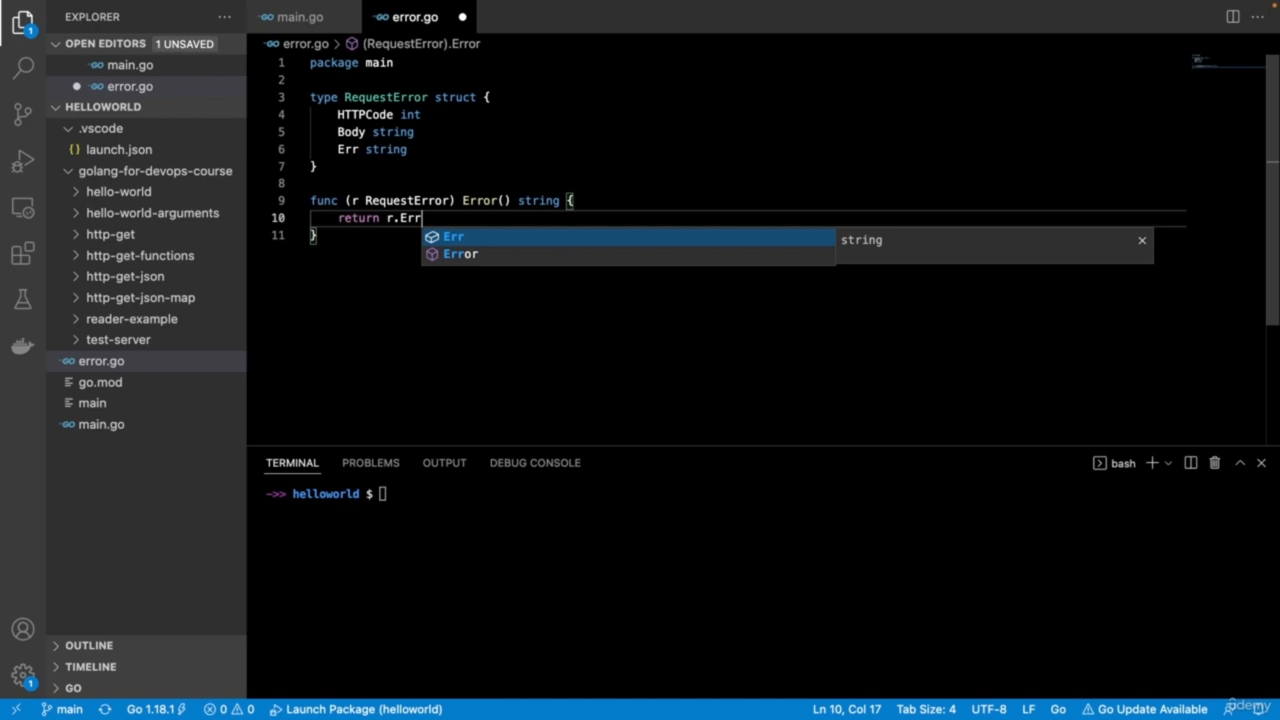 EXPLORER
main.go
error.go
OPEN EDITORS 1 UNSAVED
main.go
error.go
HELLOWORLD
.vscode
{} launch.json
golang-for-devops-course
hello-world
hello-world-arguments
http-get
http-get-functions
http-get-json
http-get-json-map
reader-example
test-server
error.go
go.mod
main
main.go
OUTLINE
TIMELINE
GO
error.go > (RequestError).Error
1 package main
2
3 type RequestError struct {
4 HTTPCode int
5 Body string
6 Err string
7 }
8
9 func (r RequestError) Error() string {
10 return r.Err
11 }
Err
Error
string
TERMINAL PROBLEMS OUTPUT DEBUG CONSOLE
bash
->> helloworld $
1
1
main Go 1.18.1 0 0 Launch Package (helloworld) Ln 10, Col 17 Tab Size: 4 UTF-8 LF Go Go Update Available
ûdemy